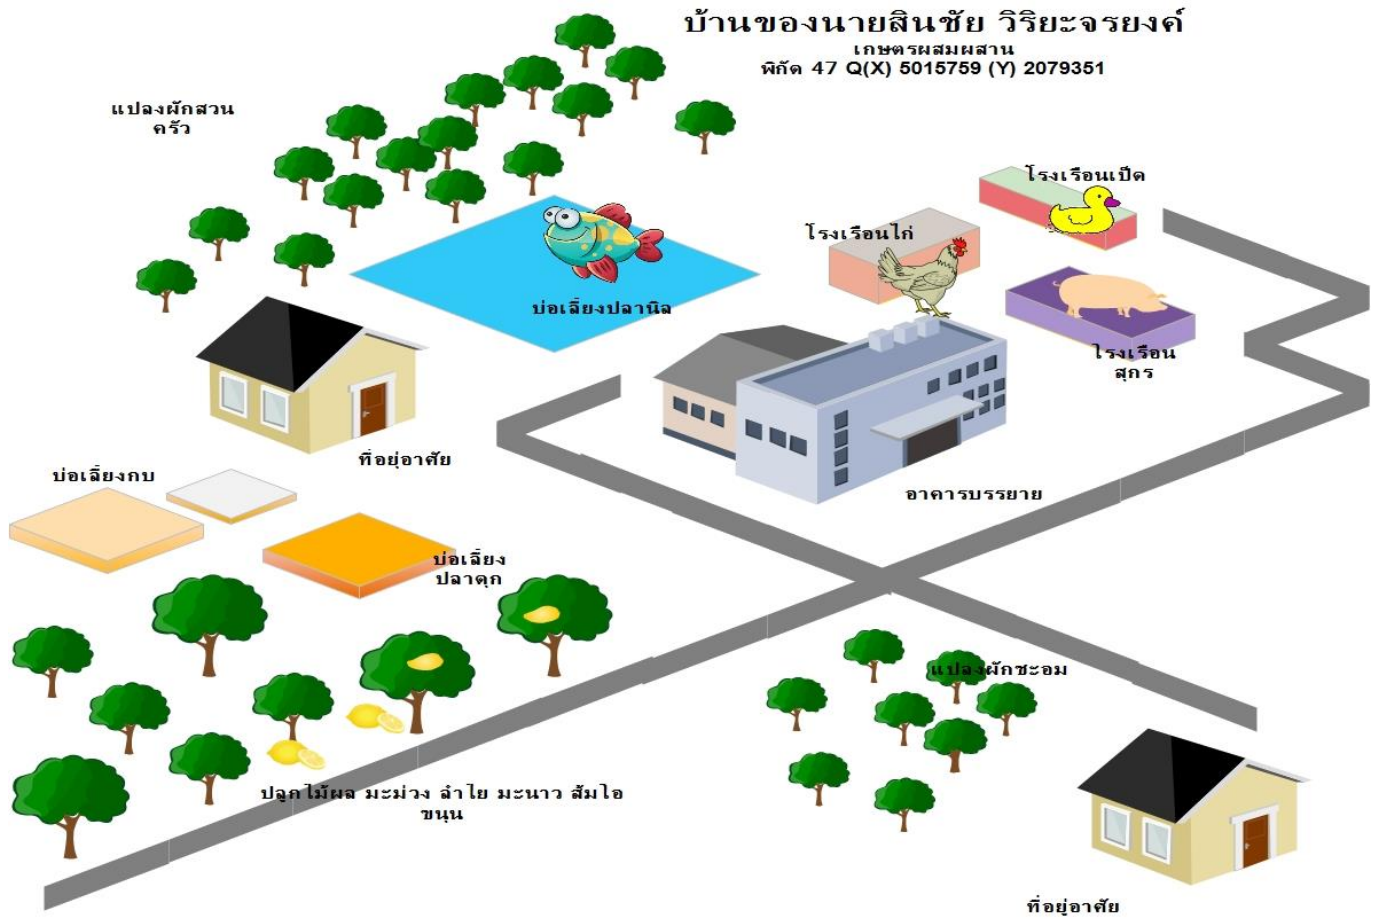 บ้านของนายสินชัย วิริยะจรยงค์
เกษตรผสมผสาน
พิกัด 47 Q(X) 5015759 (Y) 2079351
แปลงผักสวน
ครัว
โรงเรือนเป็ด
โรงเรือนไก่
บ่อเลี้ยงปลานิล
โรงเรือน
สุกร
ที่อยู่อาศัย
บ่อเลี้ยงกบ
อาคารบรรยาย
บ่อเลี้ยง
ปลาดุก
แปลงผักชะอม
ปลูกไม้ผล มะม่วง ลำไย มะนาว ส้มโอ
ขนุน
ที่อยู่อาศัย